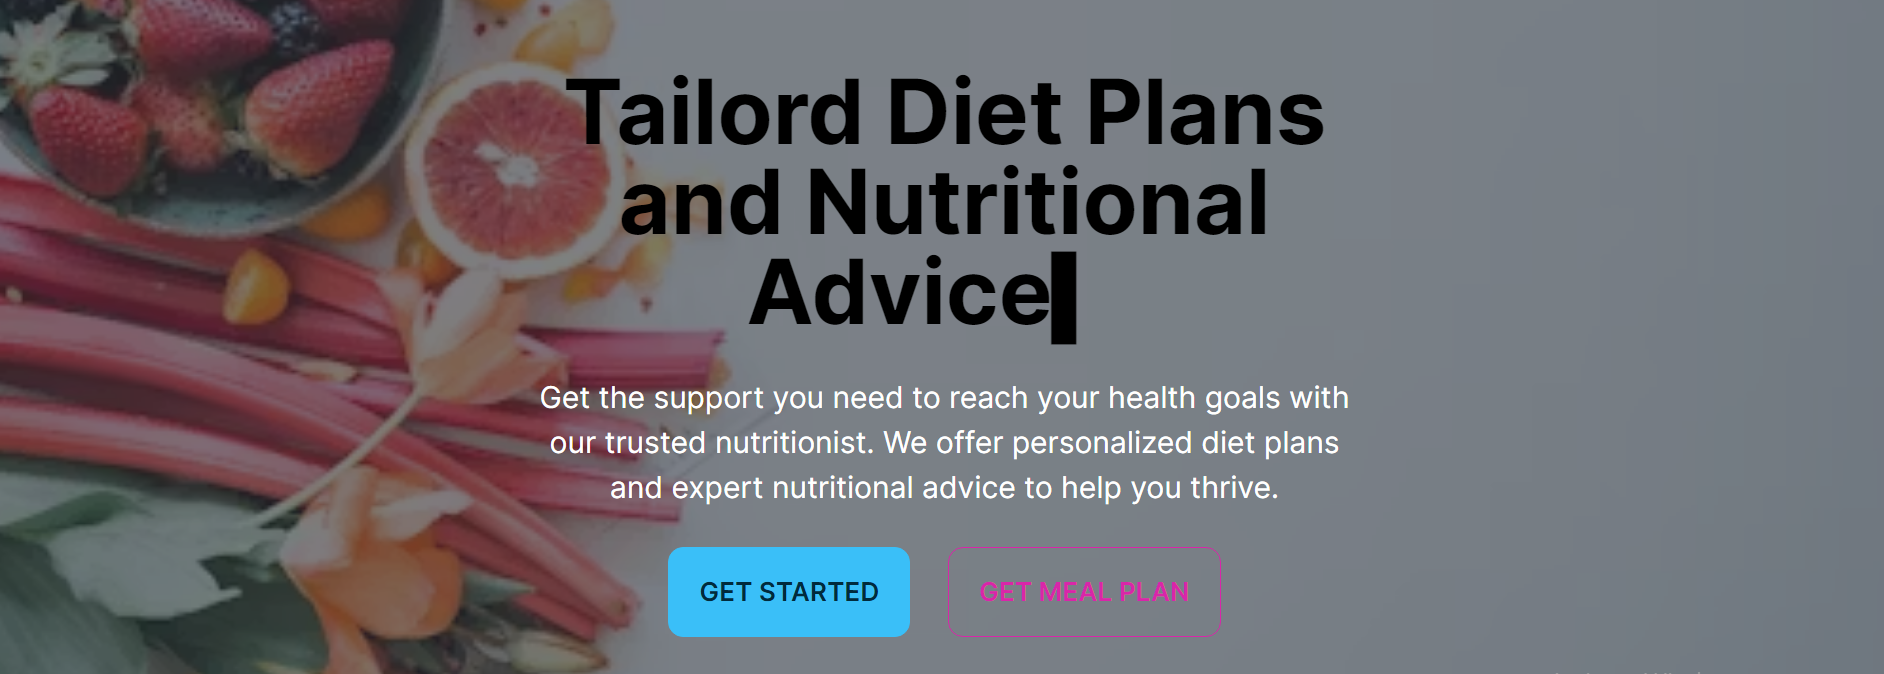 Tailord Diet Plans
and Nutritional
Advice
Get the support you need to reach your health goals with
our trusted nutritionist. We offer personalized diet plans
and expert nutritional advice to help you thrive.
GET STARTED
GET MEAL PLAN